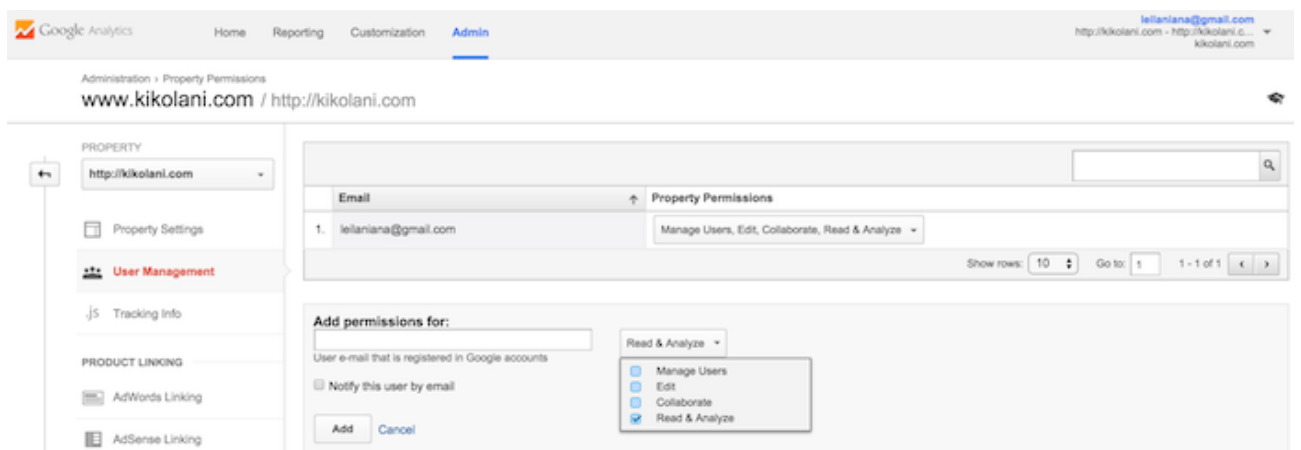 Google Analytics
Home Reporting Customization Admin
leilaniana@gmail.com
http://kikolani.com - http://kikolani.c...
kikolani.com
Administration › Property Permissions
www.kikolani.com / http://kikolani.com
PROPERTY
http://kikolani.com
Property Settings
User Management
.js Tracking Info
PRODUCT LINKING
AdWords Linking
AdSense Linking
Email Property Permissions
1. leilaniana@gmail.com Manage Users, Edit, Collaborate, Read & Analyze
Show rows: 10 Go to: 1 1 - 1 of 1
Add permissions for:
Read & Analyze
User e-mail that is registered in Google accounts
Manage Users
Edit
Collaborate
Read & Analyze
Notify this user by email
Add Cancel